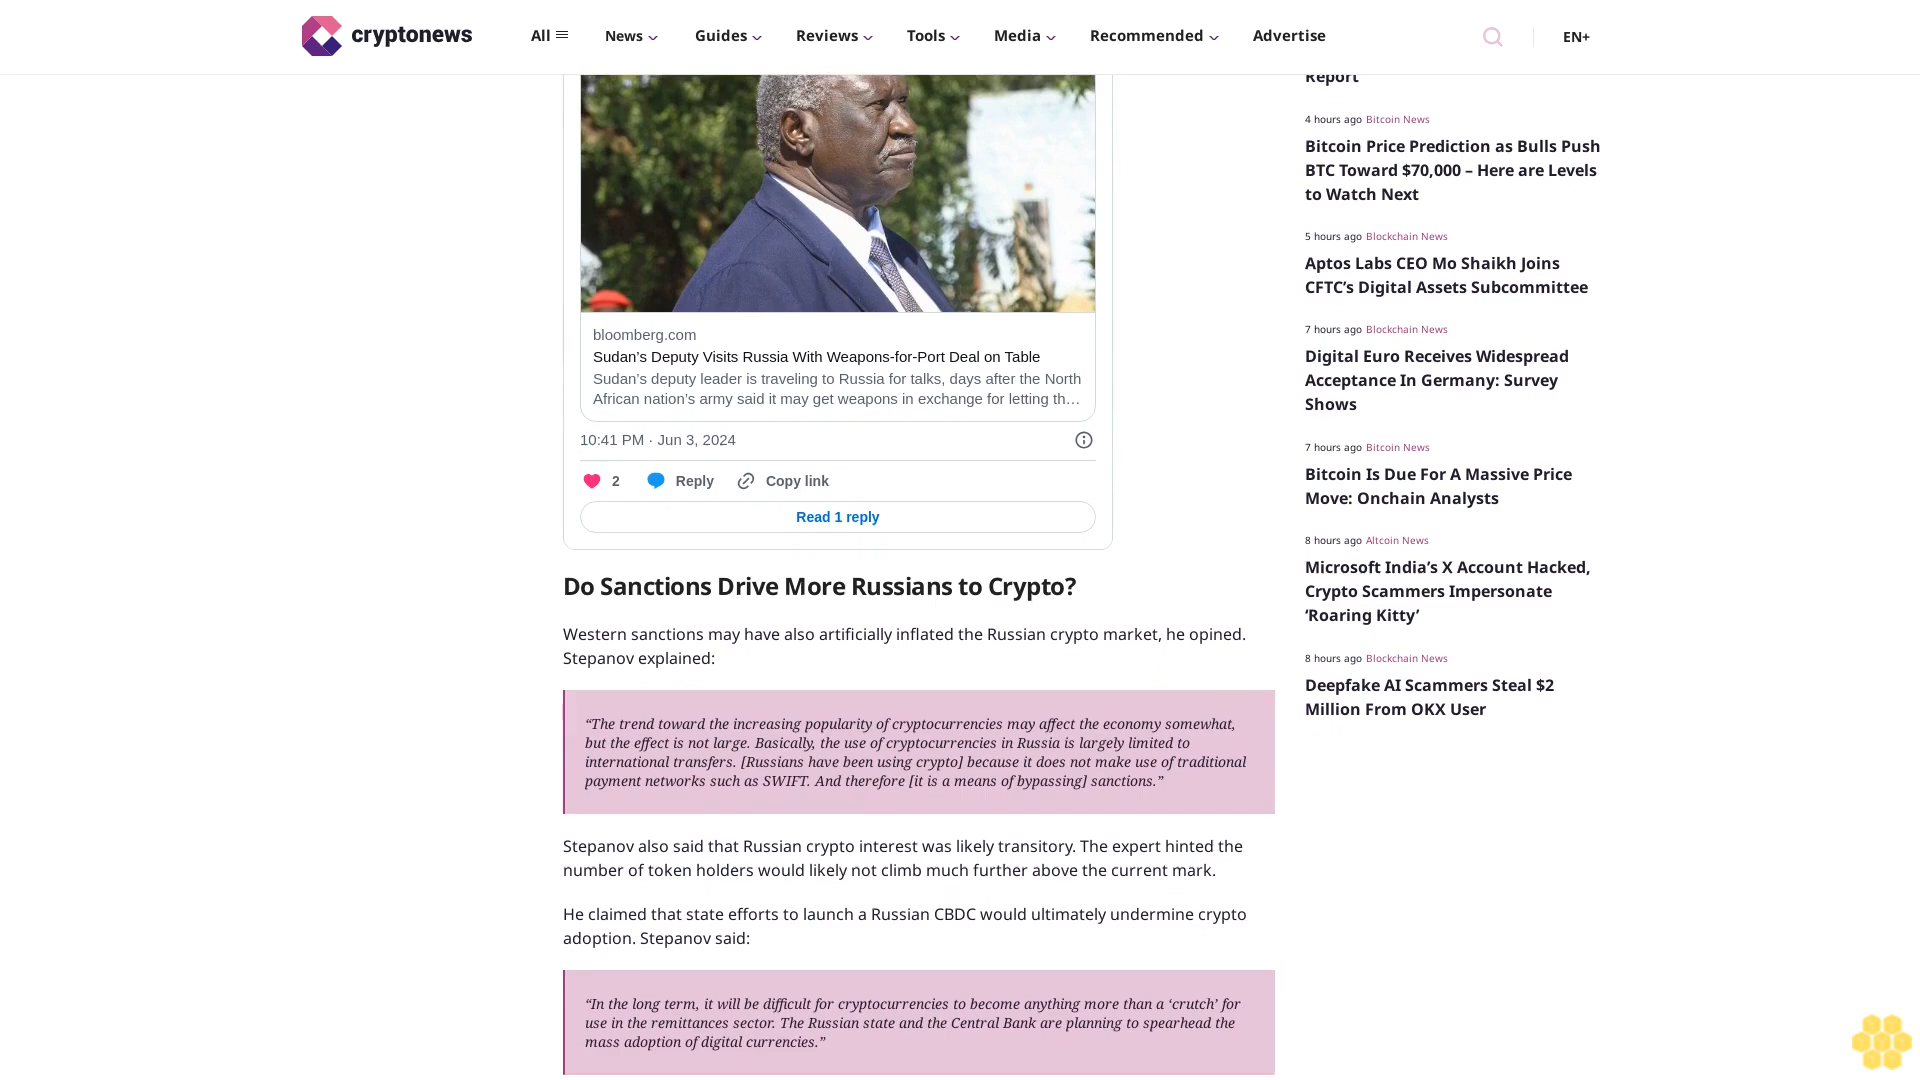 cryptonews
All
News
Guides
Reviews
Tools
Media
Recommended
Advertise
EN+
bloomberg.com
Sudan’s Deputy Visits Russia With Weapons-for-Port Deal on Table
Sudan’s deputy leader is traveling to Russia for talks, days after the North
African nation’s army said it may get weapons in exchange for letting th…
10:41 PM · Jun 3, 2024
2
Reply
Copy link
Read 1 reply
Do Sanctions Drive More Russians to Crypto?
Western sanctions may have also artificially inflated the Russian crypto market, he opined.
Stepanov explained:
“The trend toward the increasing popularity of cryptocurrencies may affect the economy somewhat,
but the effect is not large. Basically, the use of cryptocurrencies in Russia is largely limited to
international transfers. [Russians have been using crypto] because it does not make use of traditional
payment networks such as SWIFT. And therefore [it is a means of bypassing] sanctions.”
Stepanov also said that Russian crypto interest was likely transitory. The expert hinted the
number of token holders would likely not climb much further above the current mark.
He claimed that state efforts to launch a Russian CBDC would ultimately undermine crypto
adoption. Stepanov said:
“In the long term, it will be difficult for cryptocurrencies to become anything more than a ‘crutch’ for
use in the remittances sector. The Russian state and the Central Bank are planning to spearhead the
mass adoption of digital currencies.”
Report
4 hours ago Bitcoin News
Bitcoin Price Prediction as Bulls Push
BTC Toward $70,000 – Here are Levels
to Watch Next
5 hours ago Blockchain News
Aptos Labs CEO Mo Shaikh Joins
CFTC’s Digital Assets Subcommittee
7 hours ago Blockchain News
Digital Euro Receives Widespread
Acceptance In Germany: Survey
Shows
7 hours ago Bitcoin News
Bitcoin Is Due For A Massive Price
Move: Onchain Analysts
8 hours ago Altcoin News
Microsoft India’s X Account Hacked,
Crypto Scammers Impersonate
‘Roaring Kitty’
8 hours ago Blockchain News
Deepfake AI Scammers Steal $2
Million From OKX User